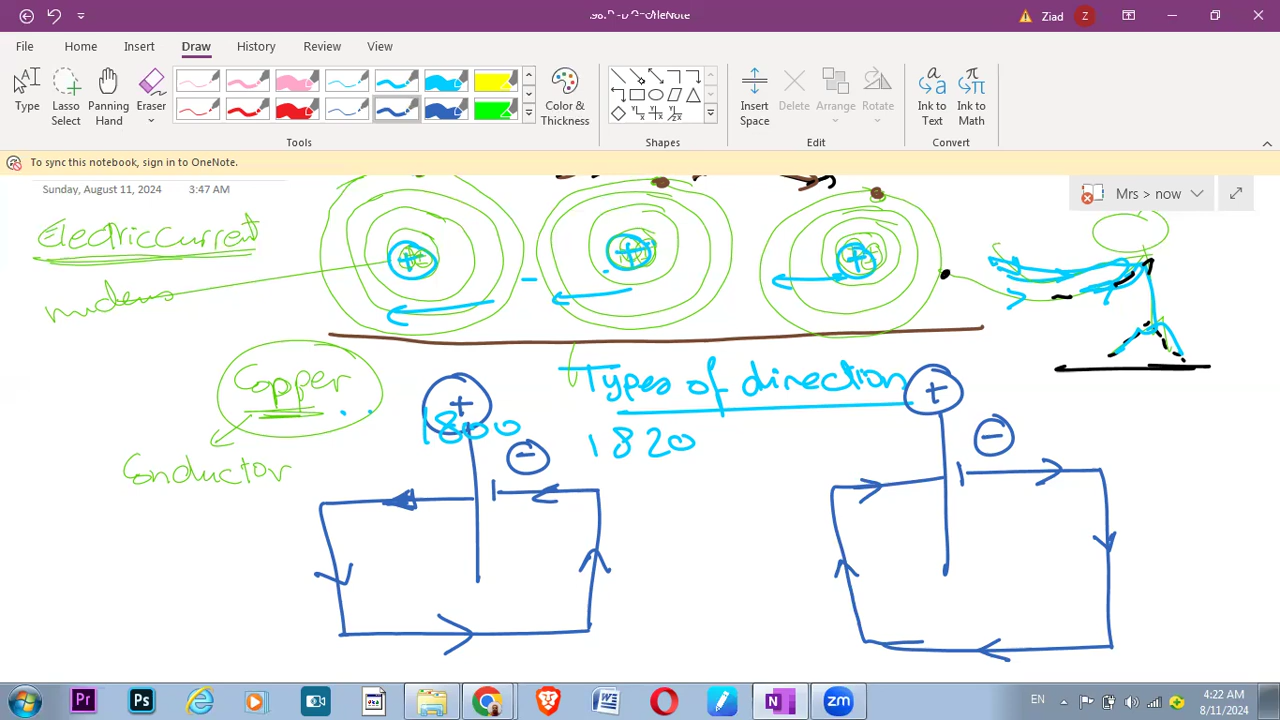 Ziad Z
File Home Insert Draw History Review View
Type Lasso Select Panning Hand Eraser Color & Thickness Insert Space Delete Arrange Rotate Ink to Text Ink to Math
Tools Shapes Edit Convert
To sync this notebook, sign in to OneNote.
Sunday, August 11, 2024 3:47 AM
Mrs > now
Electric Current
+ + +
-
Copper
Types of direction
+ +
1800 1820
- -
Conductor
EN 4:22 AM
8/11/2024